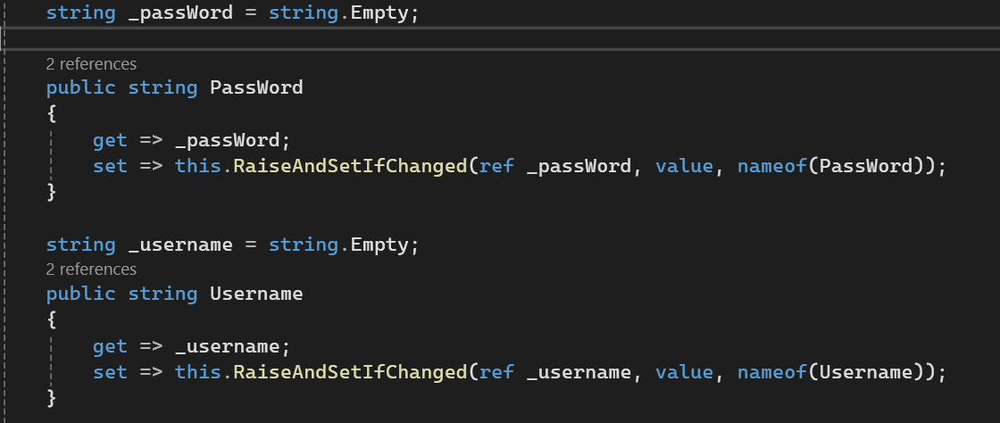 string _passWord = string.Empty;
2 references
public string PassWord
{
get => _passWord;
set => this.RaiseAndSetIfChanged(ref _passWord, value, nameof(PassWord));
}
string _username = string.Empty;
2 references
public string Username
{
get => _username;
set => this.RaiseAndSetIfChanged(ref _username, value, nameof(Username));
}